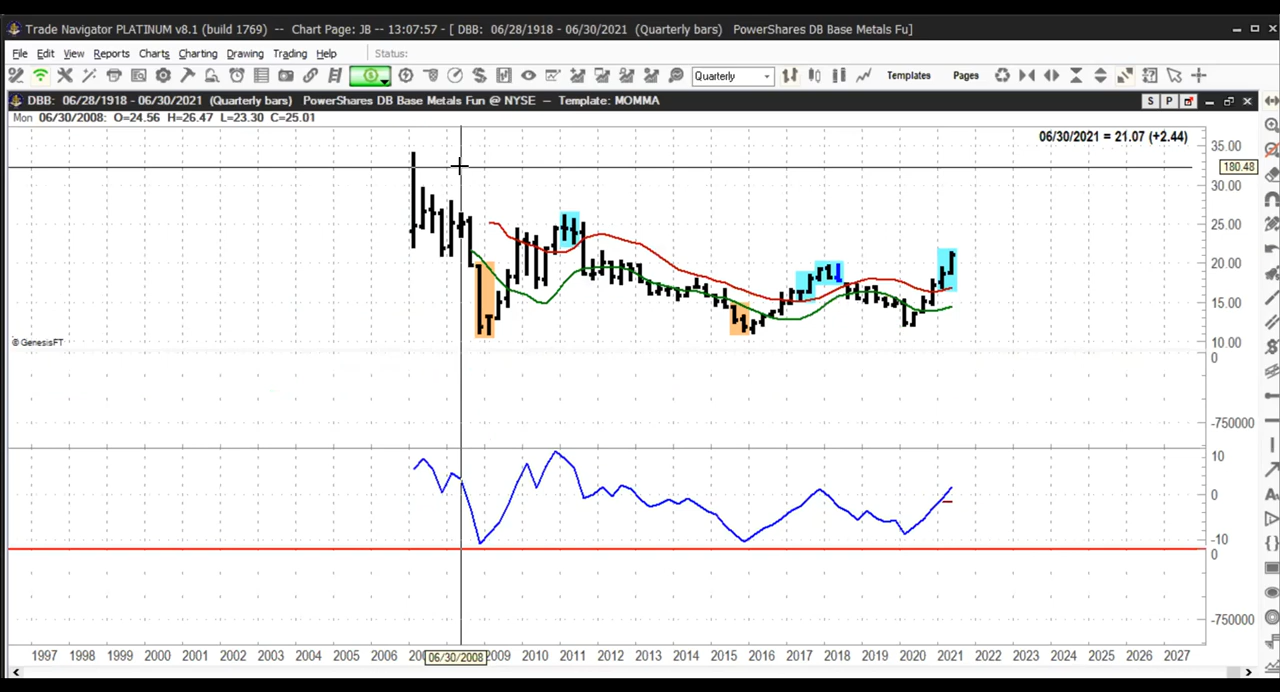 Trade Navigator PLATINUM v8.1 (build 1769) -- Chart Page: JB -- 13:07:57 - [ DBB: 06/28/1918 - 06/30/2021 (Quarterly bars) PowerShares DB Base Metals Fu]
File Edit View Reports Charts Charting Drawing Trading Help Status:
Quarterly Templates Pages
DBB: 06/28/1918 - 06/30/2021 (Quarterly bars) PowerShares DB Base Metals Fun @ NYSE – Template: MOMMA S P
Mon 06/30/2008: O=24.56 H=26.47 L=23.30 C=25.01
06/30/2021 = 21.07 (+2.44)
35.00
180.48
30.00
25.00
20.00
15.00
10.00
© GenesisFT
0
-750000
10
0
-10
0
-750000
1997 1998 1999 2000 2001 2002 2003 2004 2005 2006 06/30/2008 2009 2010 2011 2012 2013 2014 2015 2016 2017 2018 2019 2020 2021 2022 2023 2024 2025 2026 2027